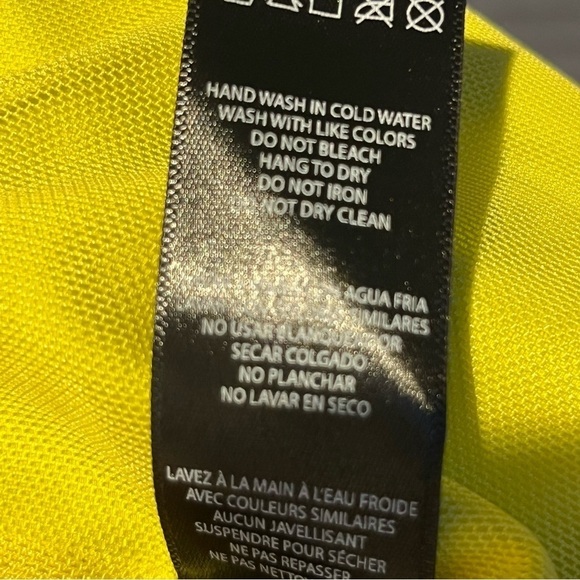 HAND WASH IN COLD WATER
WASH WITH LIKE COLORS
DO NOT BLEACH
HANG TO DRY
DO NOT IRON
NOT DRY CLEAN
AGUA FRIA
SIMILARES
NO USAR BLANQUEADOR
SECAR COLGADO
NO PLANCHAR
NO LAVAR EN SECO
LAVEZ À LA MAIN À L'EAU FROIDE
AVEC COULEURS SIMILAIRES
AUCUN JAVELLISANT
SUSPENDRE POUR SÉCHER
NE PAS REPASSER
NE PAS